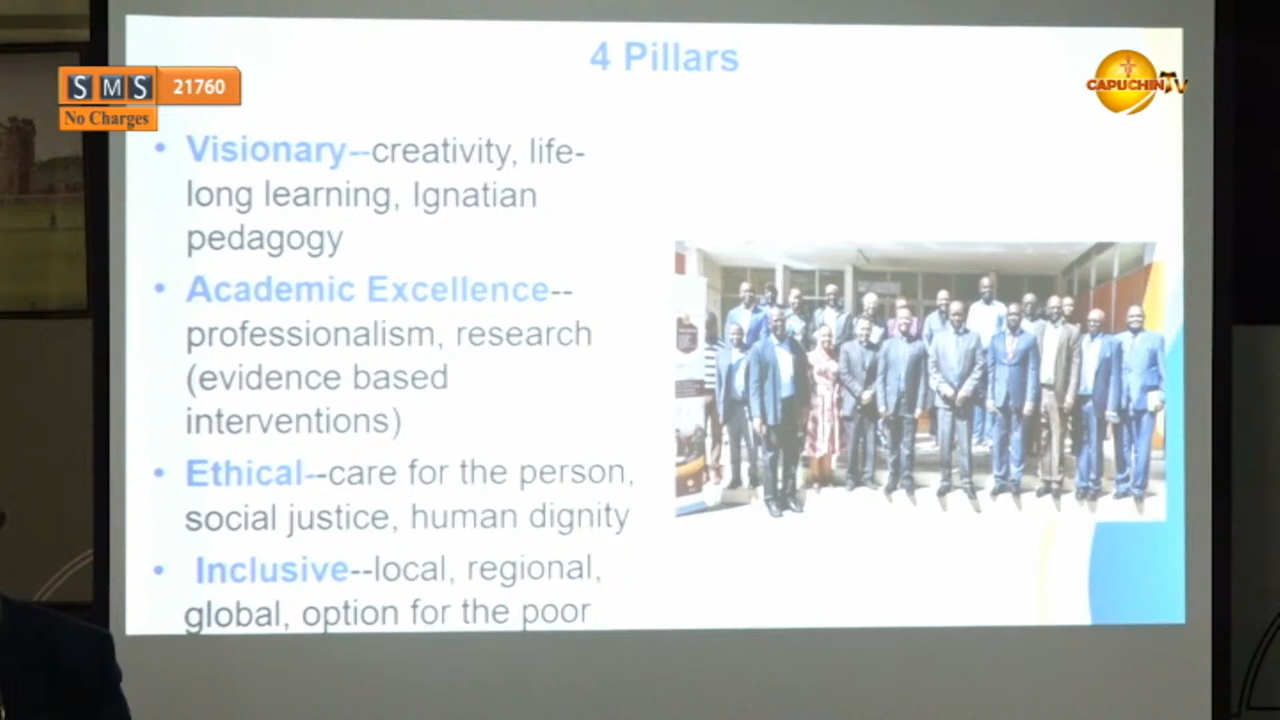 4 Pillars
SMS 21760
No Charges
CAPUCHIN TV
• Visionary--creativity, life-
long learning, Ignatian
pedagogy
• Academic Excellence--
professionalism, research
(evidence based
interventions)
• Ethical--care for the person,
social justice, human dignity
• Inclusive--local, regional,
global, option for the poor